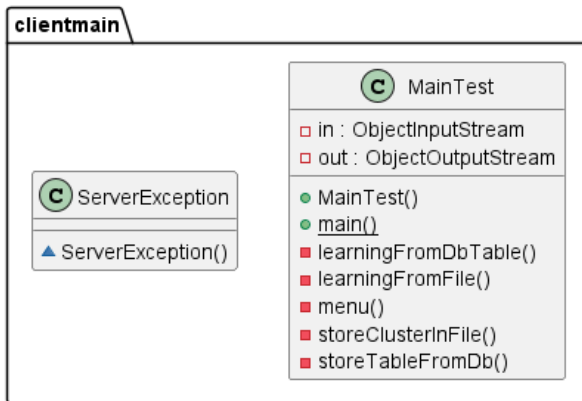 clientmain
C ServerException
ServerException()
C MainTest
in : ObjectInputStream
out : ObjectOutputStream
MainTest()
main()
learningFromDbTable()
learningFromFile()
menu()
storeClusterInFile()
storeTableFromDb()